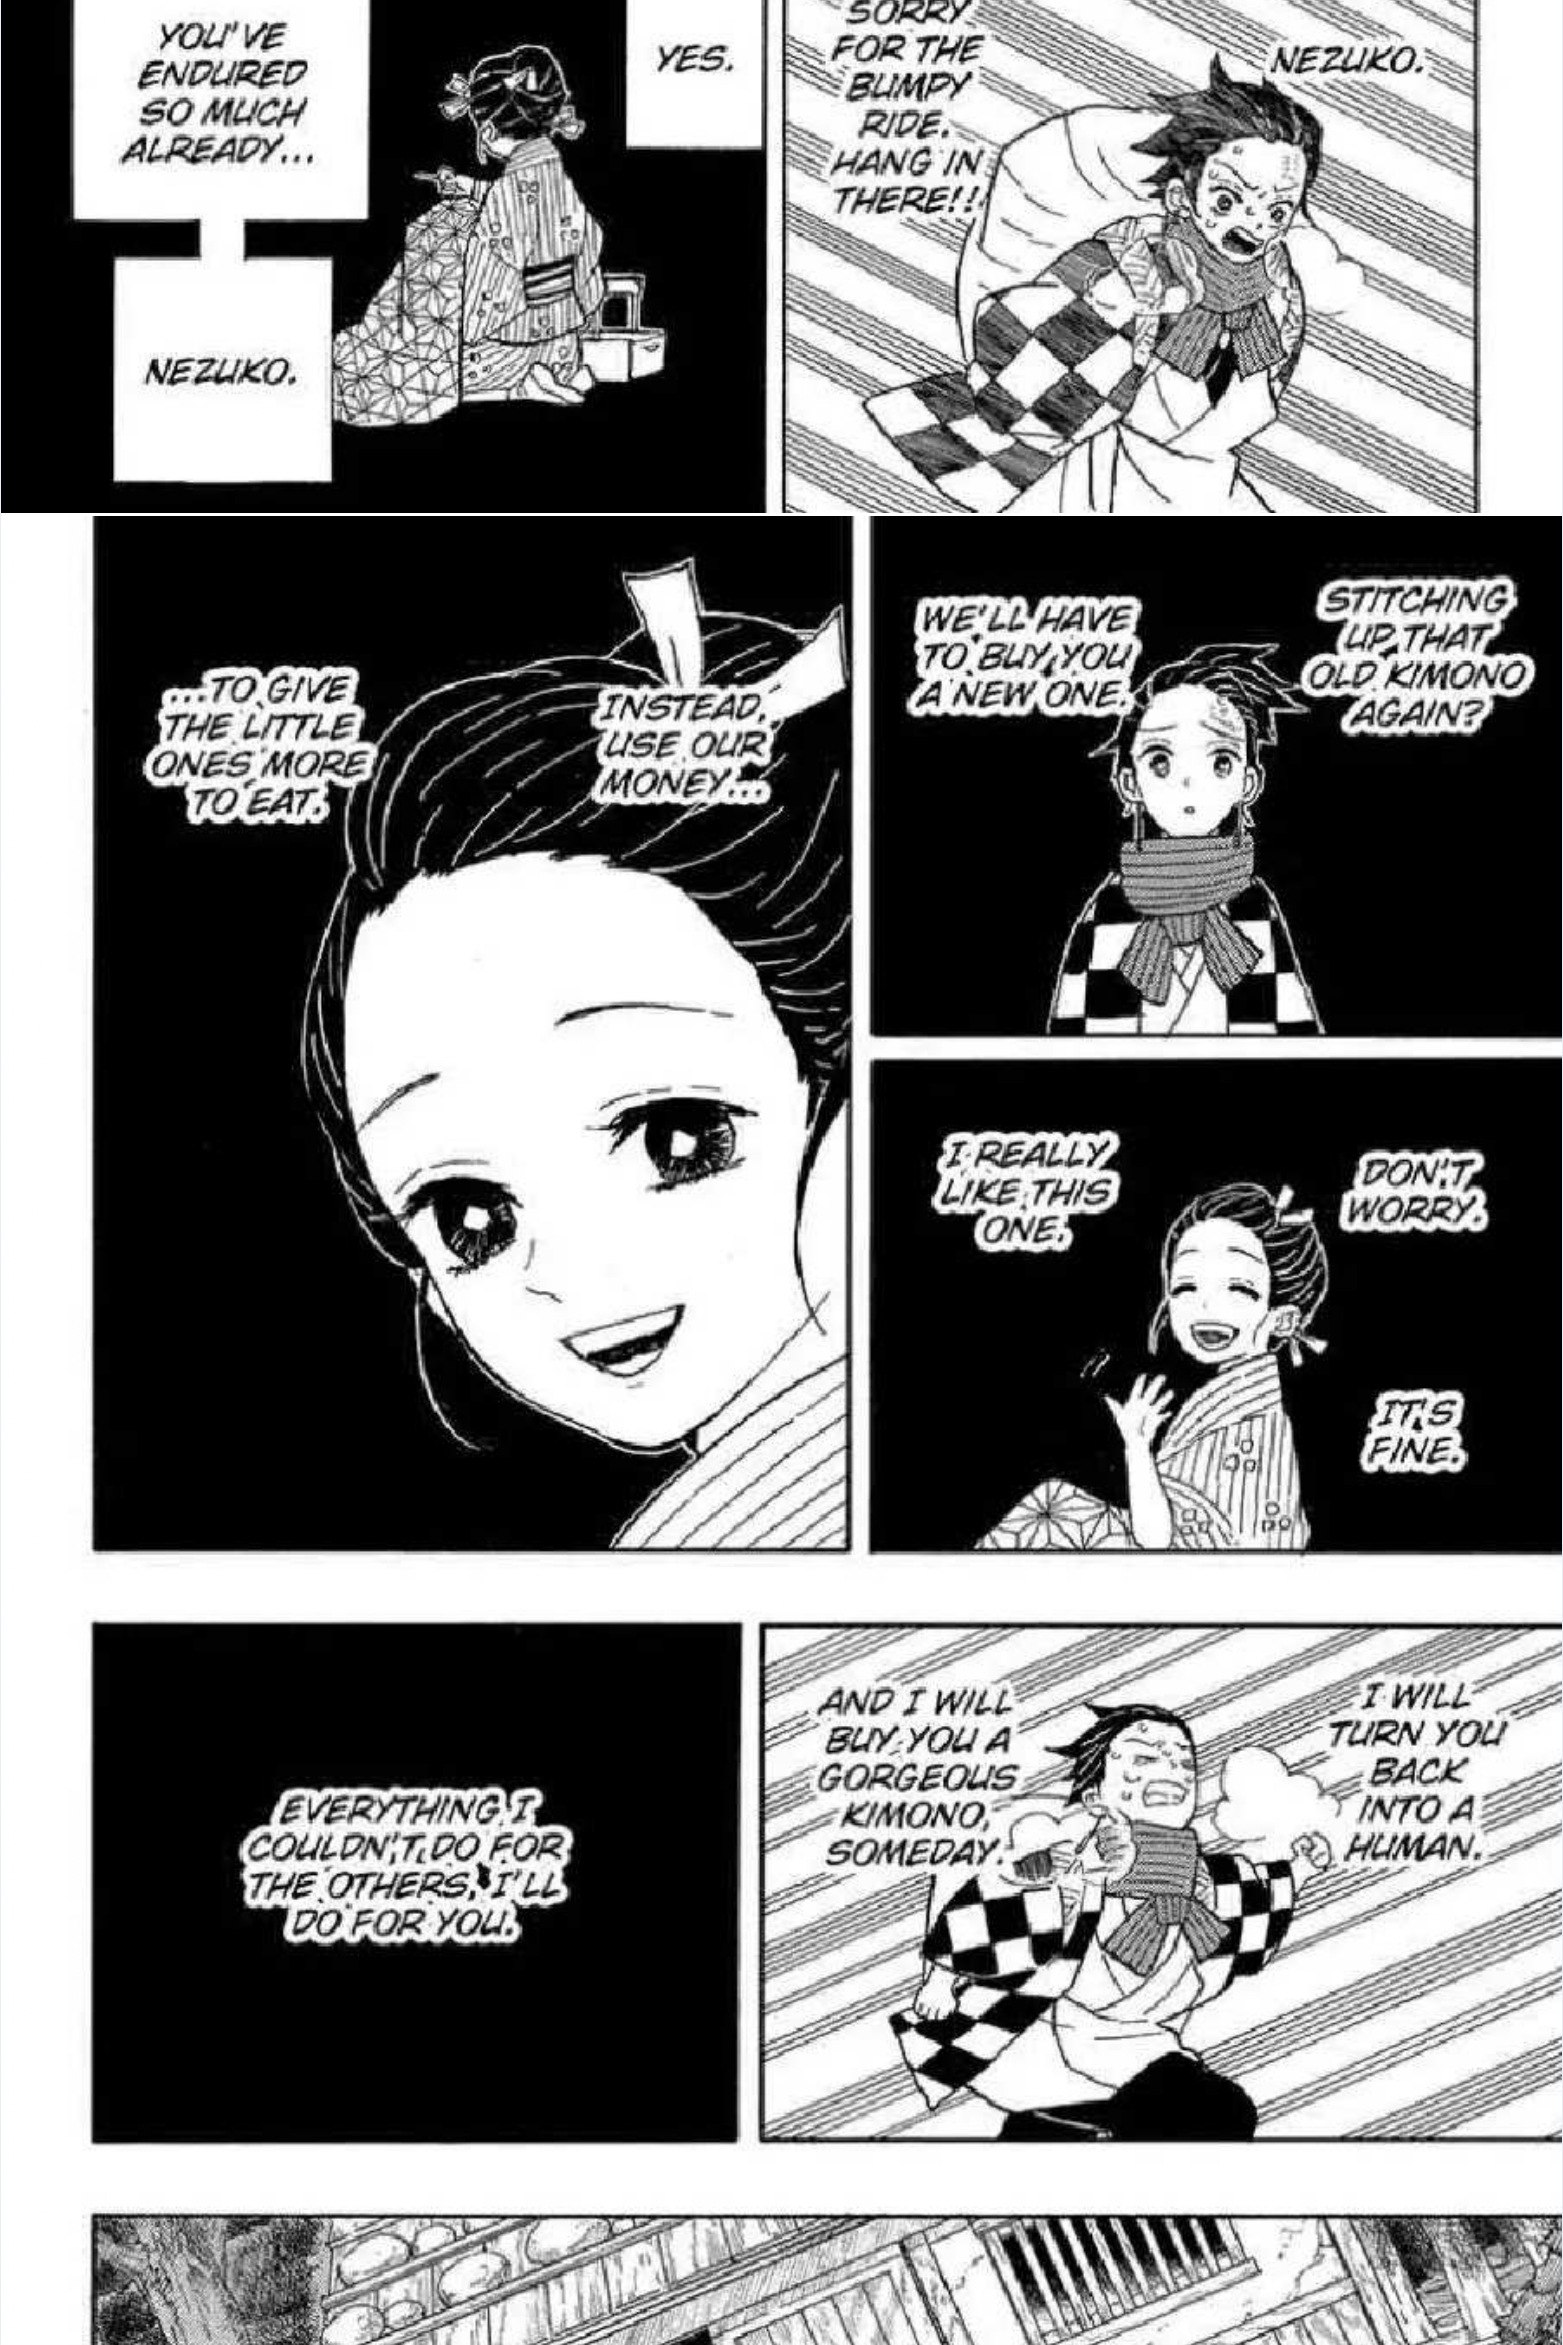 NEZUKO.
SORRY
FOR THE
BUMPY
RIDE.
HANG IN
THERE!!
YES.
YOU'VE
ENDURED
SO MUCH
ALREADY...
NEZUKO.
STITCHING
UP THAT
OLD KIMONO
AGAIN?
WE'LL HAVE
TO BUY YOU
A NEW ONE.
DON'T
WORRY.
IT'S
FINE.
I REALLY
LIKE THIS
ONE.
INSTEAD,
USE OUR
MONEY...
...TO GIVE
THE LITTLE
ONES MORE
TO EAT.
I WILL
TURN YOU
BACK
INTO A
HUMAN.
AND I WILL
BUY YOU A
GORGEOUS
KIMONO,
SOMEDAY.
EVERYTHING I
COULDN'T DO FOR
THE OTHERS, I'LL
DO FOR YOU.